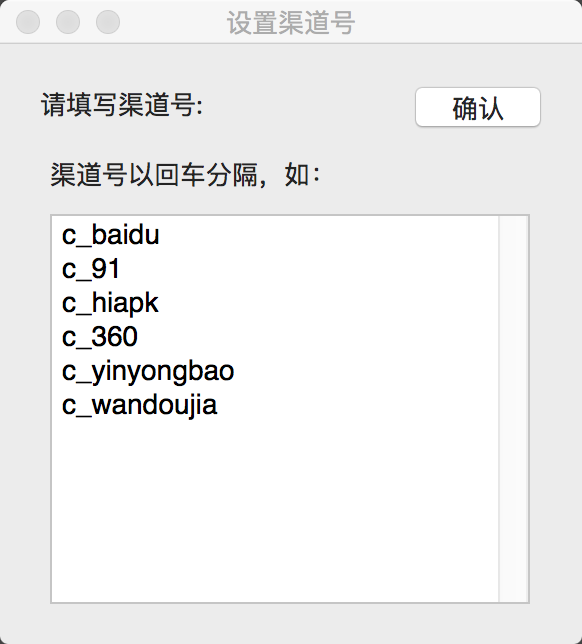 设置渠道号
请填写渠道号:
确认
渠道号以回车分隔，如：
c_baidu
c_91
c_hiapk
c_360
c_yinyongbao
c_wandoujia